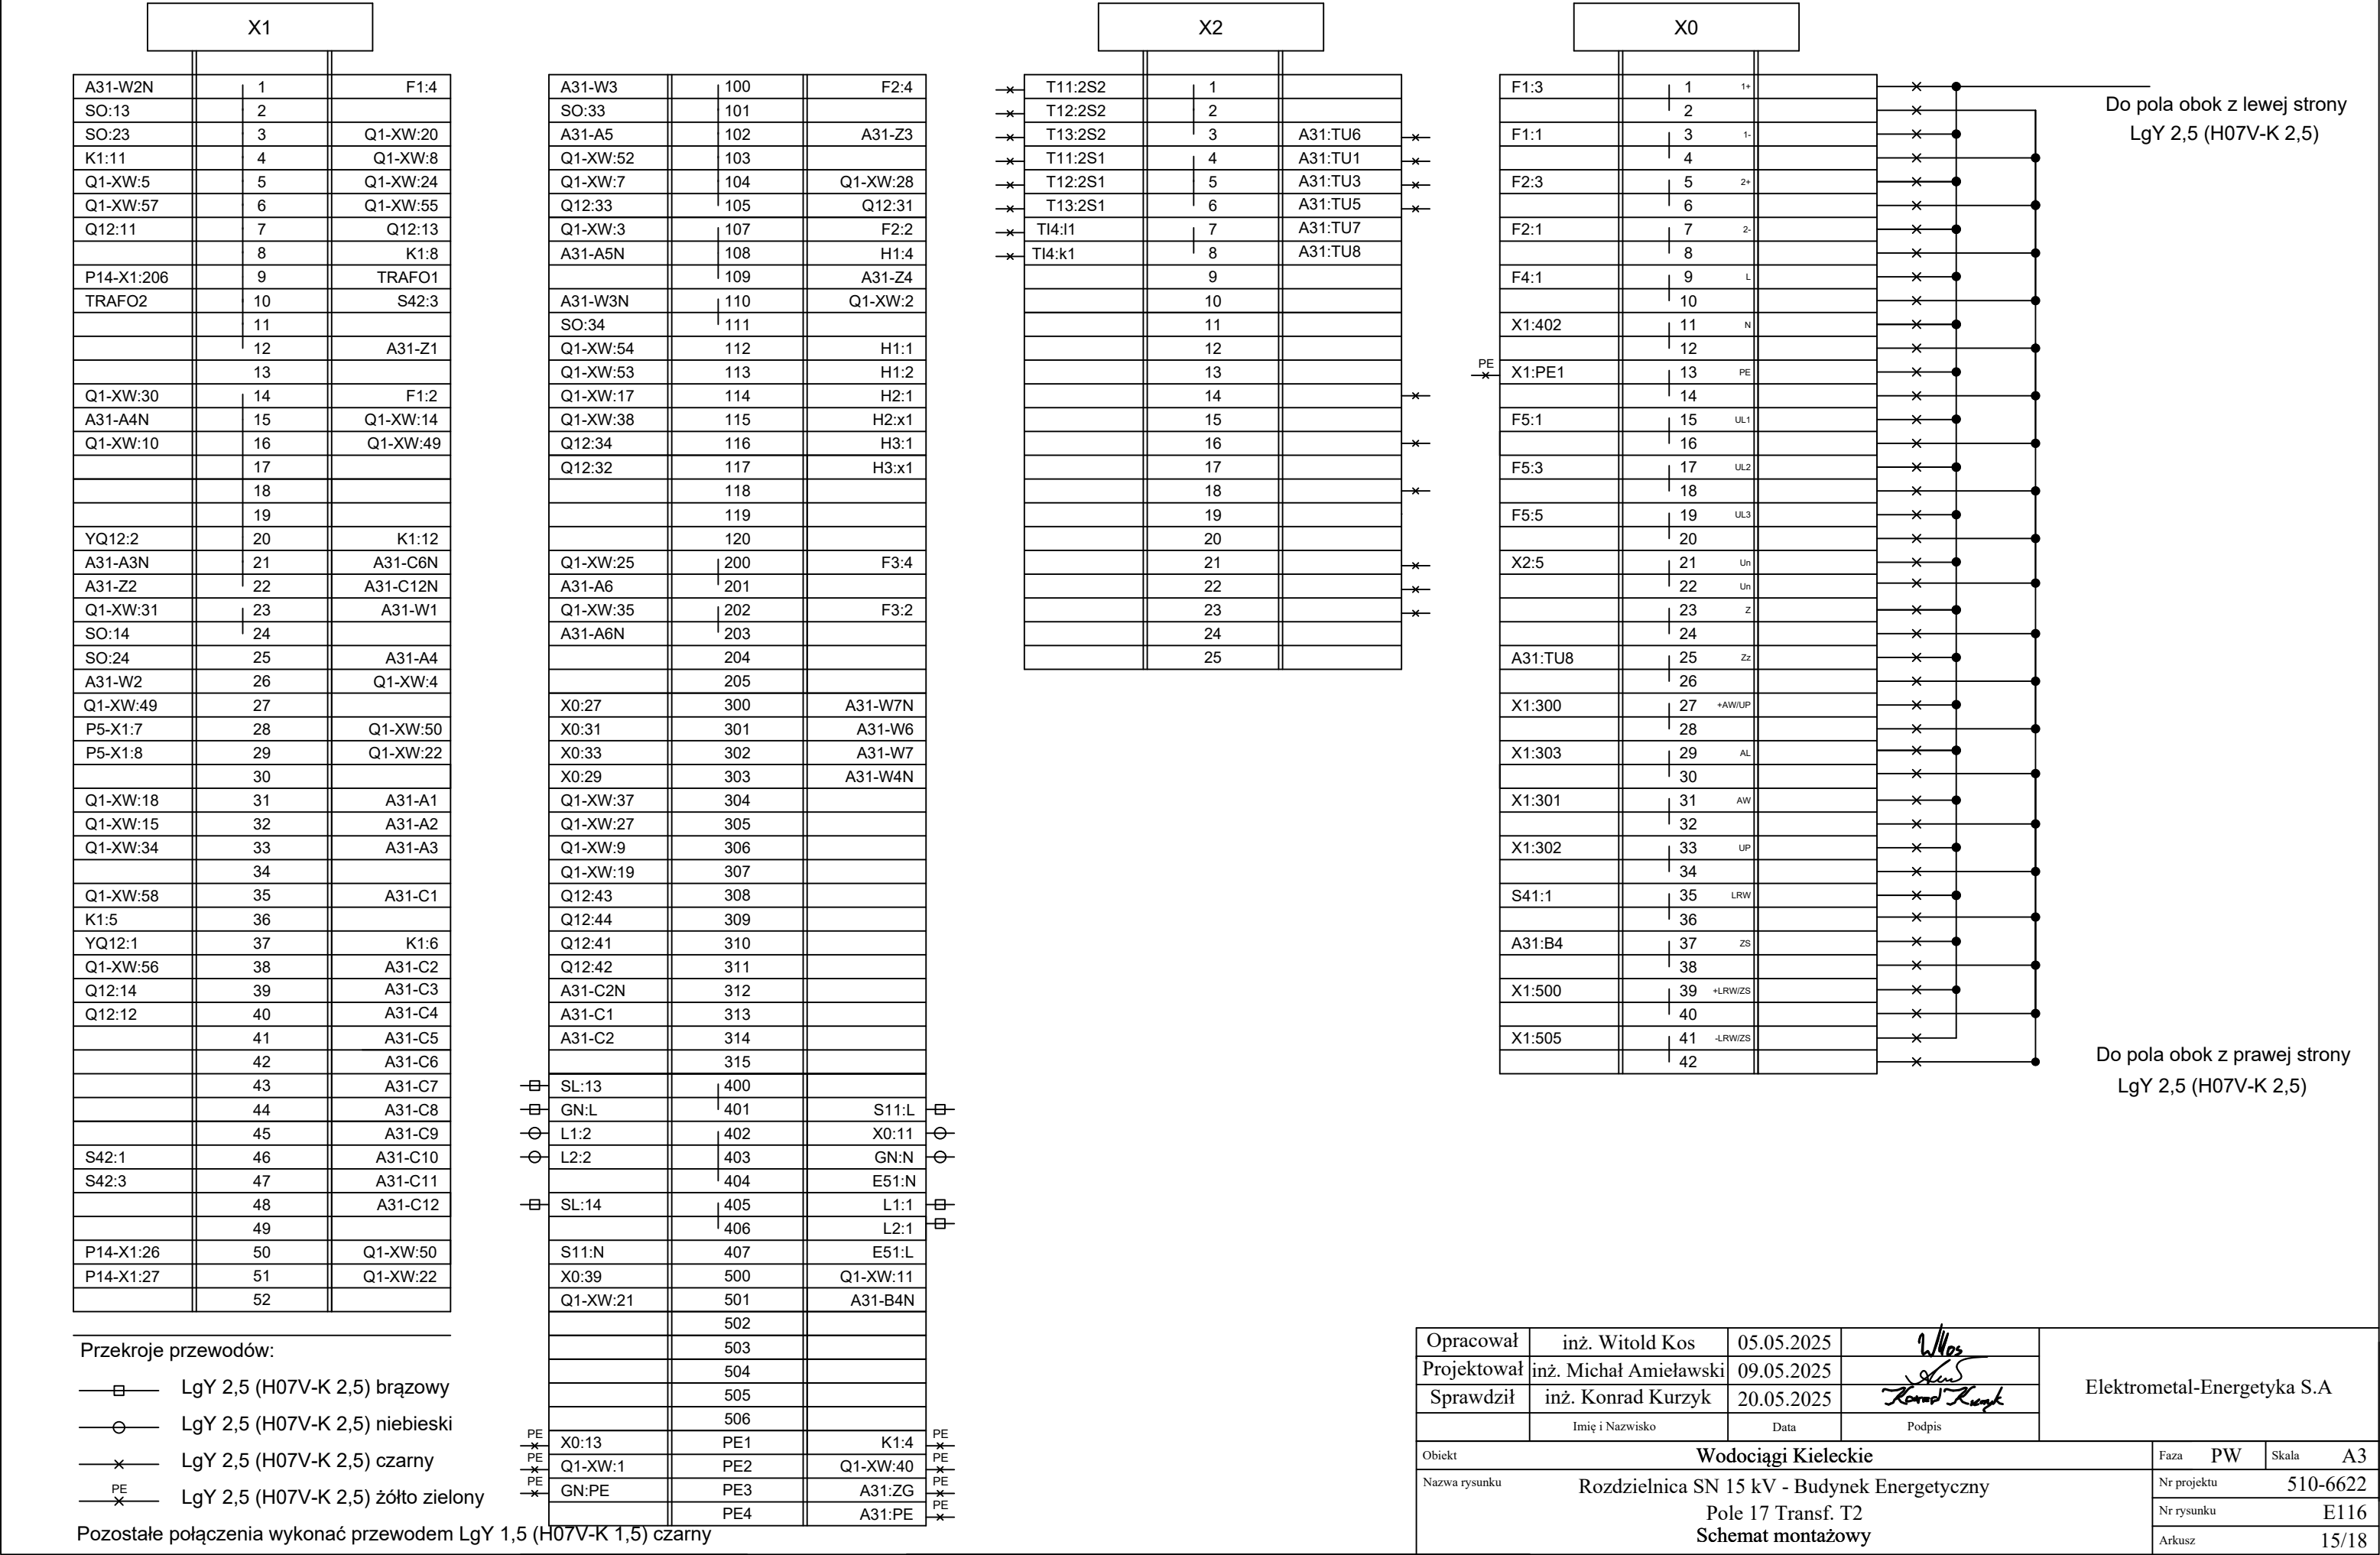 X1
A31-W2N 1 F1:4
SO:13 2
SO:23 3 Q1-XW:20
K1:11 4 Q1-XW:8
Q1-XW:5 5 Q1-XW:24
Q1-XW:57 6 Q1-XW:55
Q12:11 7 Q12:13
8 K1:8
P14-X1:206 9 TRAFO1
TRAFO2 10 S42:3
11
12 A31-Z1
13
Q1-XW:30 14 F1:2
A31-A4N 15 Q1-XW:14
Q1-XW:10 16 Q1-XW:49
17
18
19
YQ12:2 20 K1:12
A31-A3N 21 A31-C6N
A31-Z2 22 A31-C12N
Q1-XW:31 23 A31-W1
SO:14 24
SO:24 25 A31-A4
A31-W2 26 Q1-XW:4
Q1-XW:49 27
P5-X1:7 28 Q1-XW:50
P5-X1:8 29 Q1-XW:22
30
Q1-XW:18 31 A31-A1
Q1-XW:15 32 A31-A2
Q1-XW:34 33 A31-A3
34
Q1-XW:58 35 A31-C1
K1:5 36
YQ12:1 37 K1:6
Q1-XW:56 38 A31-C2
Q12:14 39 A31-C3
Q12:12 40 A31-C4
41 A31-C5
42 A31-C6
43 A31-C7
44 A31-C8
45 A31-C9
S42:1 46 A31-C10
S42:3 47 A31-C11
48 A31-C12
49
P14-X1:26 50 Q1-XW:50
P14-X1:27 51 Q1-XW:22
52
A31-W3 100 F2:4
SO:33 101
A31-A5 102 A31-Z3
Q1-XW:52 103
Q1-XW:7 104 Q1-XW:28
Q12:33 105 Q12:31
Q1-XW:3 107 F2:2
A31-A5N 108 H1:4
109 A31-Z4
A31-W3N 110 Q1-XW:2
SO:34 111
Q1-XW:54 112 H1:1
Q1-XW:53 113 H1:2
Q1-XW:17 114 H2:1
Q1-XW:38 115 H2:x1
Q12:34 116 H3:1
Q12:32 117 H3:x1
118
119
120
Q1-XW:25 200 F3:4
A31-A6 201
Q1-XW:35 202 F3:2
A31-A6N 203
204
205
X0:27 300 A31-W7N
X0:31 301 A31-W6
X0:33 302 A31-W7
X0:29 303 A31-W4N
Q1-XW:37 304
Q1-XW:27 305
Q1-XW:9 306
Q1-XW:19 307
Q12:43 308
Q12:44 309
Q12:41 310
Q12:42 311
A31-C2N 312
A31-C1 313
A31-C2 314
315
SL:13 400
GN:L 401 S11:L
L1:2 402 X0:11
L2:2 403 GN:N
404 E51:N
SL:14 405 L1:1
406 L2:1
S11:N 407 E51:L
X0:39 500 Q1-XW:11
Q1-XW:21 501 A31-B4N
502
503
504
505
506
PE X0:13 PE1 K1:4 PE
PE Q1-XW:1 PE2 Q1-XW:40 PE
PE GN:PE PE3 A31:ZG PE
PE4 A31:PE PE
X2
T11:2S2 1
T12:2S2 2
T13:2S2 3 A31:TU6
T11:2S1 4 A31:TU1
T12:2S1 5 A31:TU3
T13:2S1 6 A31:TU5
TI4:l1 7 A31:TU7
TI4:k1 8 A31:TU8
9
10
11
12
13
14
15
16
17
18
19
20
21
22
23
24
25
X0
F1:3 1 1+
2
F1:1 3 1-
4
F2:3 5 2+
6
F2:1 7 2-
8
F4:1 9 L
10
X1:402 11 N
12
PE X1:PE1 13 PE
14
F5:1 15 UL1
16
F5:3 17 UL2
18
F5:5 19 UL3
20
X2:5 21 Un
22 Un
23 Z
24
A31:TU8 25 Zz
26
X1:300 27 +AW/UP
28
X1:303 29 AL
30
X1:301 31 AW
32
X1:302 33 UP
34
S41:1 35 LRW
36
A31:B4 37 ZS
38
X1:500 39 +LRW/ZS
40
X1:505 41 -LRW/ZS
42
Do pola obok z lewej strony
LgY 2,5 (H07V-K 2,5)
Do pola obok z prawej strony
LgY 2,5 (H07V-K 2,5)
Przekroje przewodów:
LgY 2,5 (H07V-K 2,5) brązowy
LgY 2,5 (H07V-K 2,5) niebieski
LgY 2,5 (H07V-K 2,5) czarny
PE LgY 2,5 (H07V-K 2,5) żółto zielony
Pozostałe połączenia wykonać przewodem LgY 1,5 (H07V-K 1,5) czarny
Opracował inż. Witold Kos 05.05.2025
Projektował inż. Michał Amieławski 09.05.2025
Sprawdził inż. Konrad Kurzyk 20.05.2025
Imię i Nazwisko Data Podpis
Elektrometal-Energetyka S.A
Obiekt Wodociągi Kieleckie
Faza PW Skala A3
Nazwa rysunku Rozdzielnica SN 15 kV - Budynek Energetyczny
Pole 17 Transf. T2
Schemat montażowy
Nr projektu 510-6622
Nr rysunku E116
Arkusz 15/18